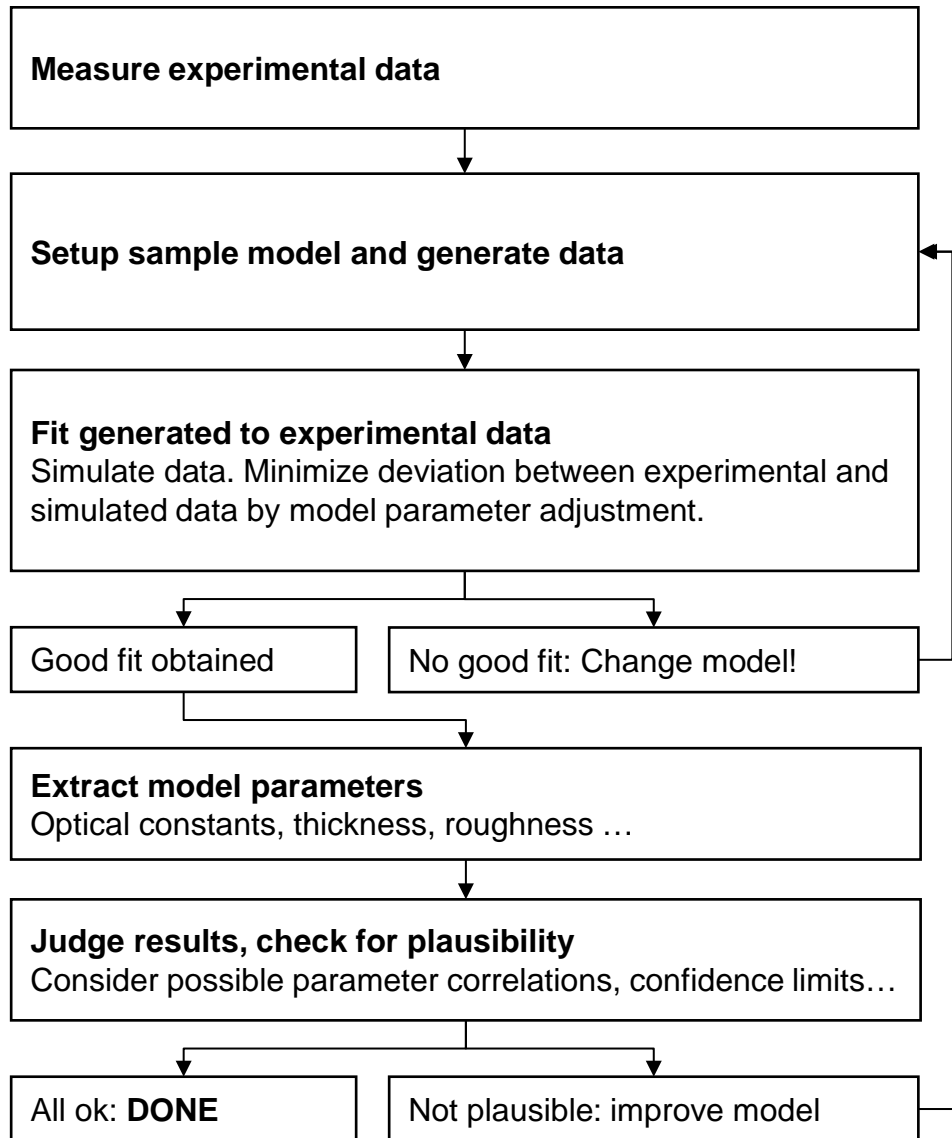 Measure experimental data
Setup sample model and generate data
Fit generated to experimental data
Simulate data. Minimize deviation between experimental and
simulated data by model parameter adjustment.
Good fit obtained
No good fit: Change model!
Extract model parameters
Optical constants, thickness, roughness …
Judge results, check for plausibility
Consider possible parameter correlations, confidence limits…
All ok: DONE
Not plausible: improve model